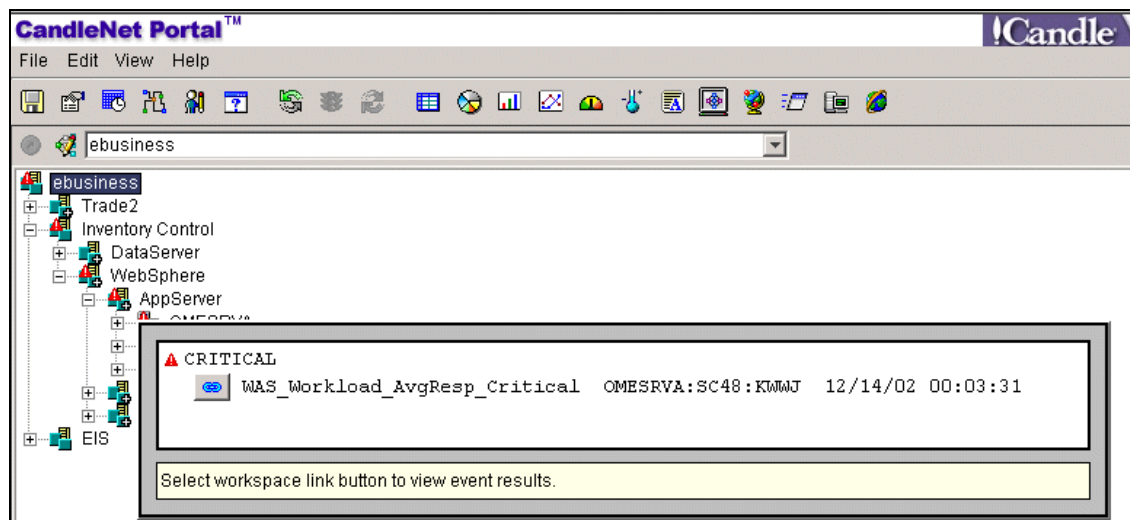 CandleNet Portal™
!Candle
File Edit View Help
ebusiness
ebusiness
Trade2
Inventory Control
DataServer
WebSphere
AppServer
CRITICAL
WAS_Workload_AvgResp_Critical OMESRVA:SC48:KWWJ 12/14/02 00:03:31
EIS
Select workspace link button to view event results.